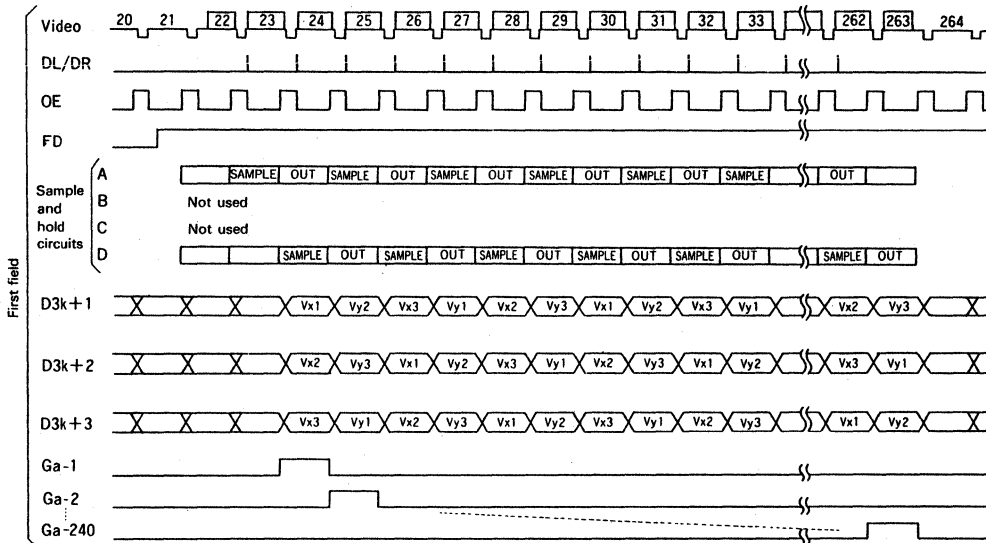 20 21 22 23 24 25 26 27 28 29 30 31 32 33 262 263 264
Video
DL/DR
OE
FD
First field
Sample and hold circuits
A SAMPLE OUT SAMPLE OUT SAMPLE OUT SAMPLE OUT SAMPLE OUT SAMPLE OUT
B Not used
C Not used
D SAMPLE OUT SAMPLE OUT SAMPLE OUT SAMPLE OUT SAMPLE OUT SAMPLE OUT
D3k+1 Vx1 Vy2 Vx3 Vy1 Vx2 Vy3 Vx1 Vy2 Vx3 Vy1 Vx2 Vy3
D3k+2 Vx2 Vy3 Vx1 Vy2 Vx3 Vy1 Vx2 Vy3 Vx1 Vy2 Vx3 Vy1
D3k+3 Vx3 Vy1 Vx2 Vy3 Vx1 Vy2 Vx3 Vy1 Vx2 Vy3 Vx1 Vy2
Ga-1
Ga-2
Ga-240